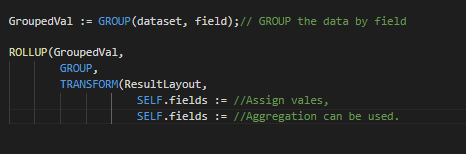 GroupedVal := GROUP(dataset, field);// GROUP the data by field
ROLLUP(GroupedVal,
GROUP,
TRANSFORM(ResultLayout,
SELF.fields := //Assign vales,
SELF.fields := //Aggregation can be used.